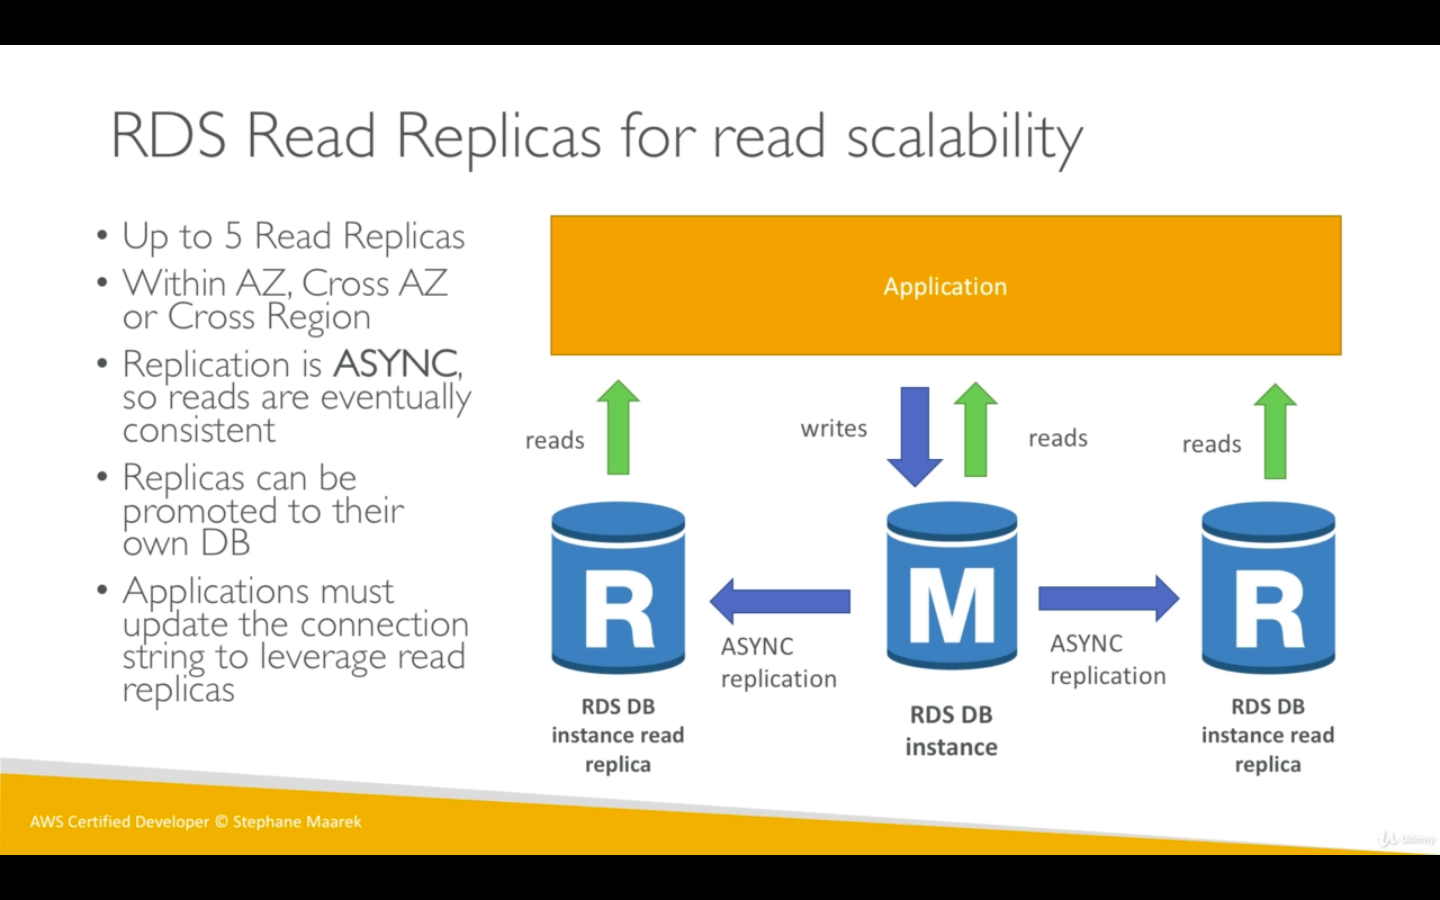 RDS Read Replicas for read scalability
• Up to 5 Read Replicas
• Within AZ, Cross AZ
or Cross Region
• Replication is ASYNC,
so reads are eventually
consistent
• Replicas can be
promoted to their
own DB
• Applications must
update the connection
string to leverage read
replicas
Application
reads
writes
reads
reads
R
M
R
ASYNC
replication
ASYNC
replication
RDS DB
instance read
replica
RDS DB
instance
RDS DB
instance read
replica
AWS Certified Developer © Stephane Maarek
Udemy